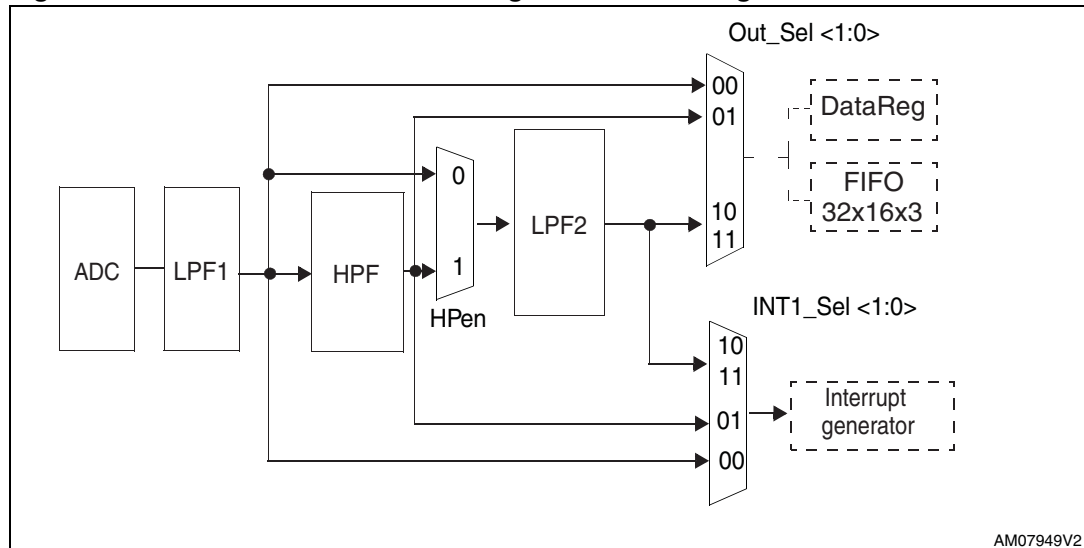 Out_Sel <1:0>
00
01
DataReg
FIFO
32x16x3
10
11
0
1
HPen
LPF2
ADC
LPF1
HPF
INT1_Sel <1:0>
10
11
01
00
Interrupt
generator
AM07949V2